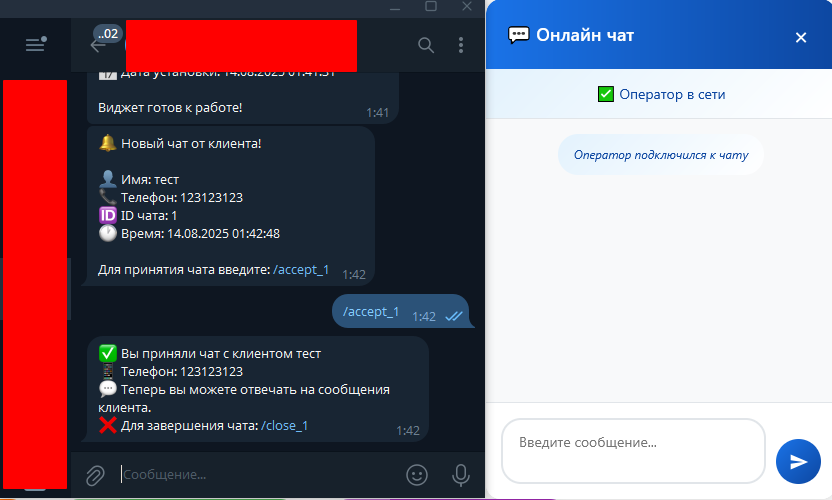 ..02
Дата установки: 14.08.2025 01:41:31
Виджет готов к работе!
1:41
Новый чат от клиента!
Имя: тест
Телефон: 123123123
ID чата: 1
Время: 14.08.2025 01:42:48
Для принятия чата введите: /accept_1
1:42
/accept_1
1:42
Вы приняли чат с клиентом тест
Телефон: 123123123
Теперь вы можете отвечать на сообщения
клиента.
Для завершения чата: /close_1
1:42
Сообщение...
Онлайн чат
Оператор в сети
Оператор подключился к чату
Введите сообщение...